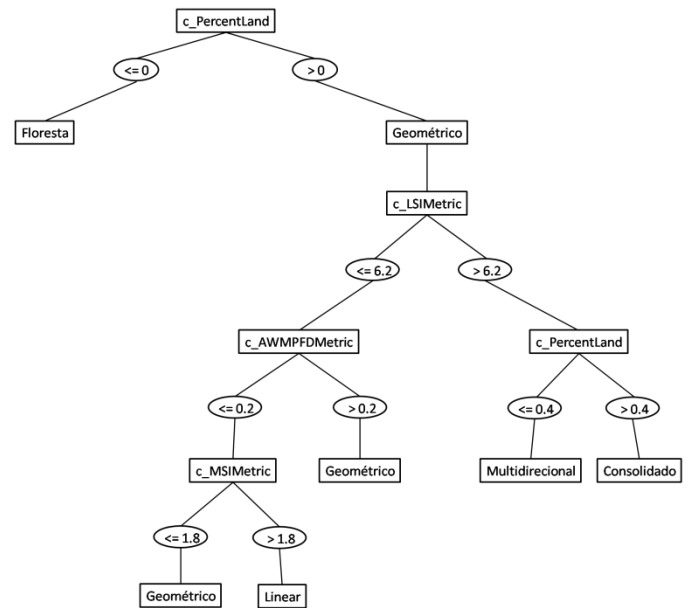 c_PercentLand
<= 0
> 0
Floresta
Geométrico
c_LSIMetric
<= 6.2
> 6.2
c_AWMPFDMetric
c_PercentLand
<= 0.2
> 0.2
<= 0.4
> 0.4
c_MSIMetric
Geométrico
Multidirecional
Consolidado
<= 1.8
> 1.8
Geométrico
Linear